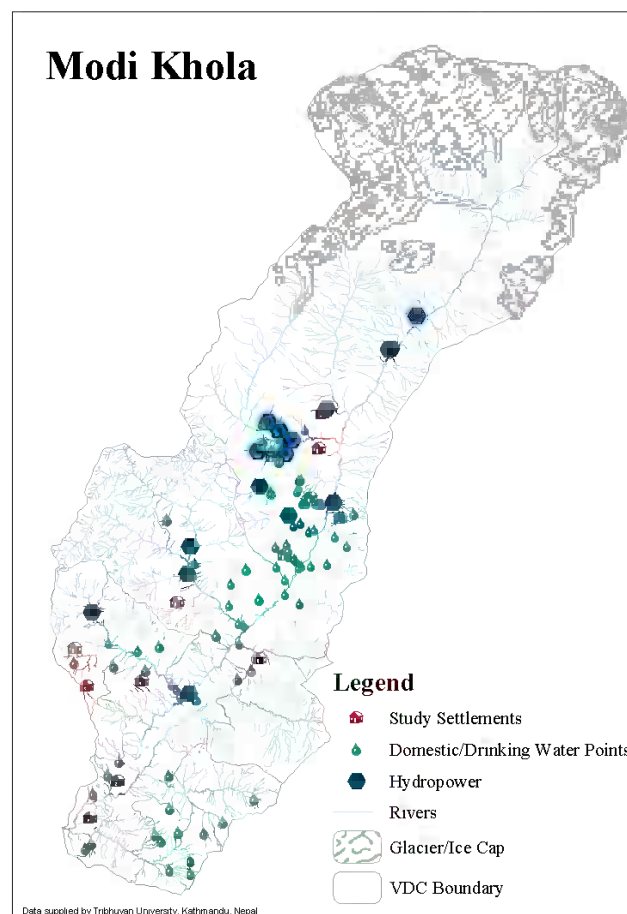 Modi Khola
Legend
Study Settlements
Domestic/Drinking Water Points
Hydropower
Rivers
Glacier/Ice Cap
VDC Boundary
Data supplied by Tribhuvan University, Kathmandu, Nepal